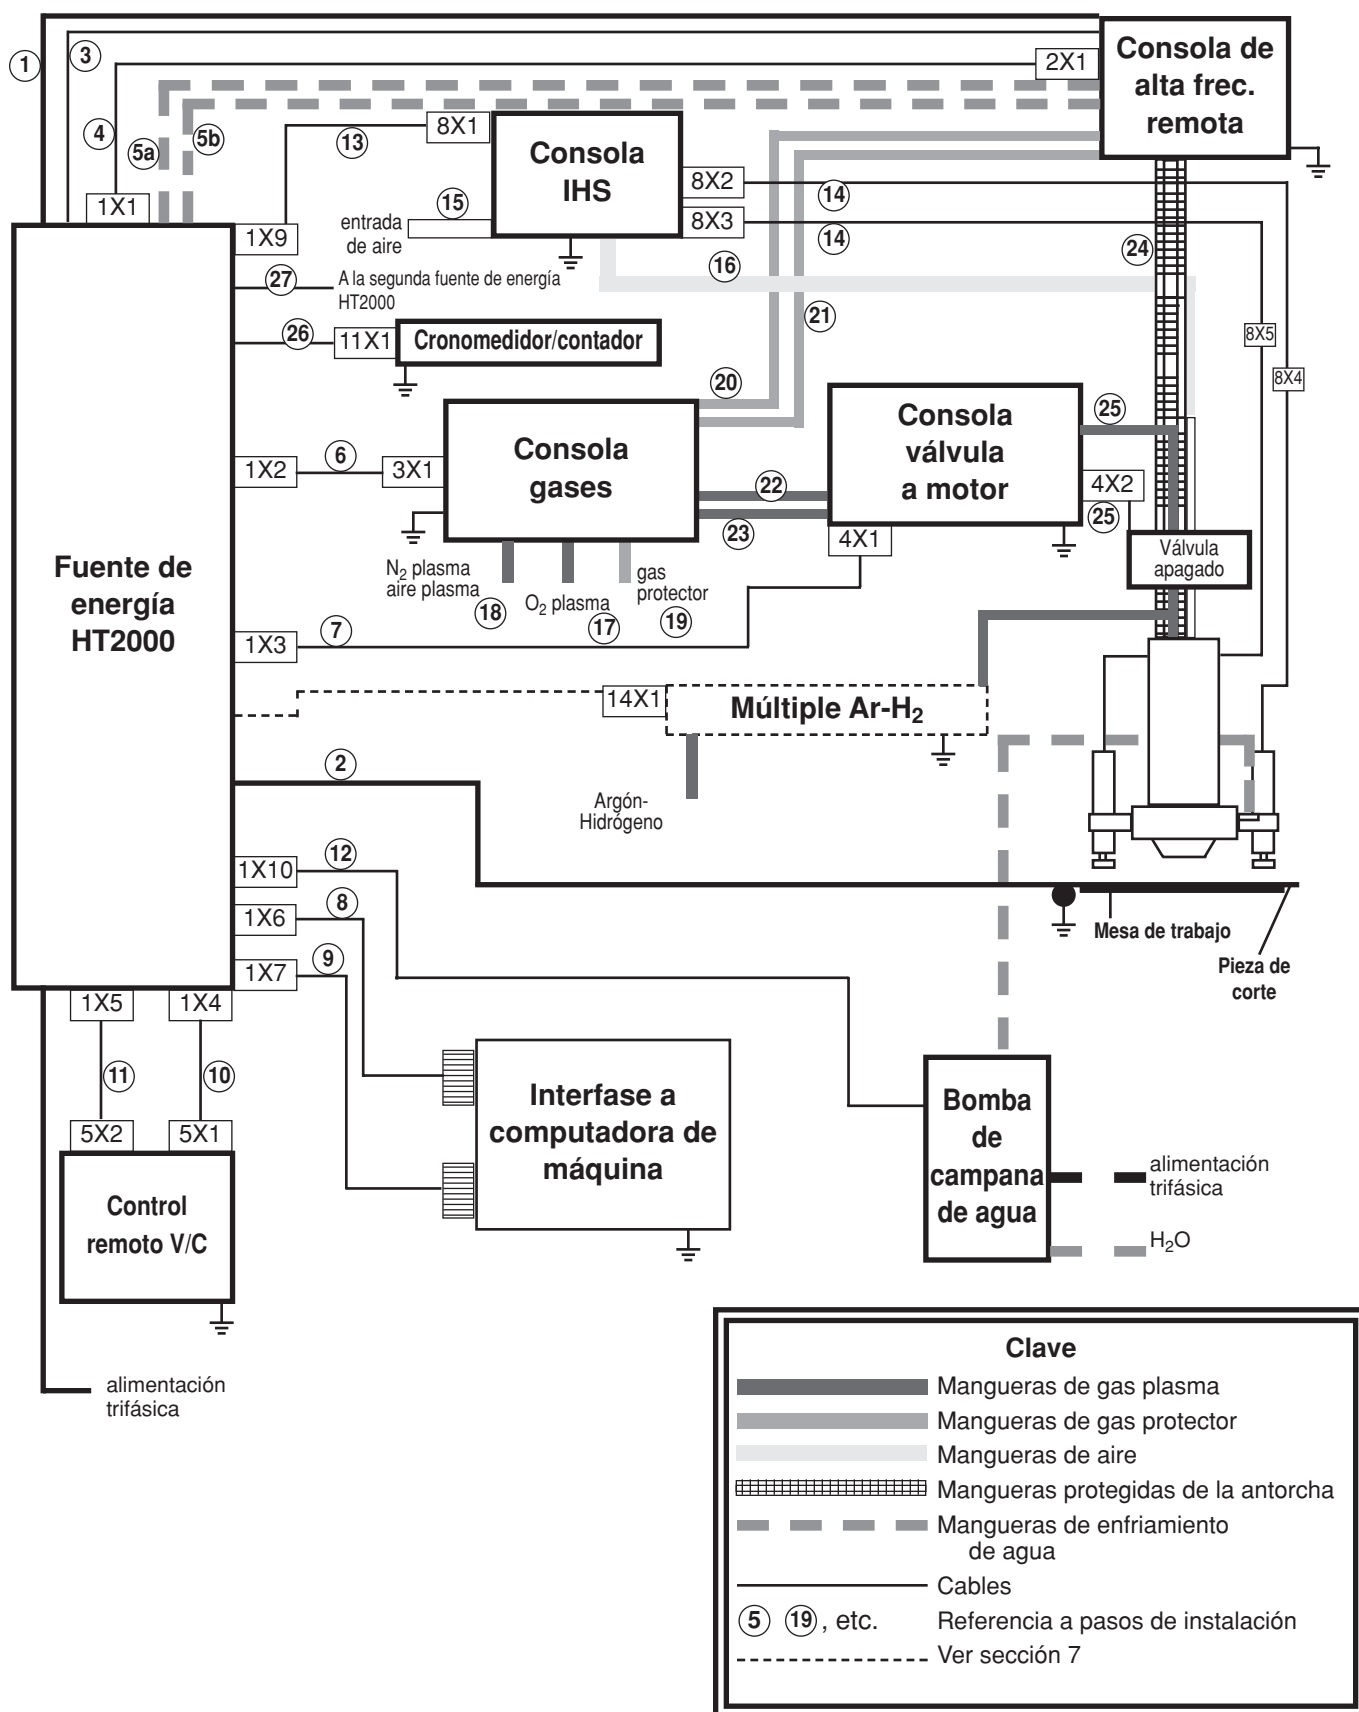 1
3
Consola de
alta frec.
remota
2X1
4
5a
5b
13
8X1
Consola
IHS
8X2
14
1X1
15
8X3
14
entrada
de aire
1X9
24
16
27
A la segunda fuente de energía
HT2000
21
26
11X1
Cronomedidor/contador
8X5
8X4
20
Consola
válvula
a motor
25
Consola
gases
1X2
6
3X1
22
4X2
25
23
4X1
Válvula
apagado
Fuente de
energía
HT2000
N2 plasma
aire plasma
18
O2 plasma
17
gas
protector
19
1X3
7
14X1
Múltiple Ar-H2
2
Argón-
Hidrógeno
12
1X10
8
1X6
9
1X7
Mesa de trabajo
Pieza de
corte
1X5
1X4
11
10
5X2
5X1
Interfase a
computadora de
máquina
Bomba
de
campana
de agua
alimentación
trifásica
H2O
Control
remoto V/C
alimentación
trifásica
Clave
Mangueras de gas plasma
Mangueras de gas protector
Mangueras de aire
Mangueras protegidas de la antorcha
Mangueras de enfriamiento
de agua
Cables
5 19, etc. Referencia a pasos de instalación
Ver sección 7